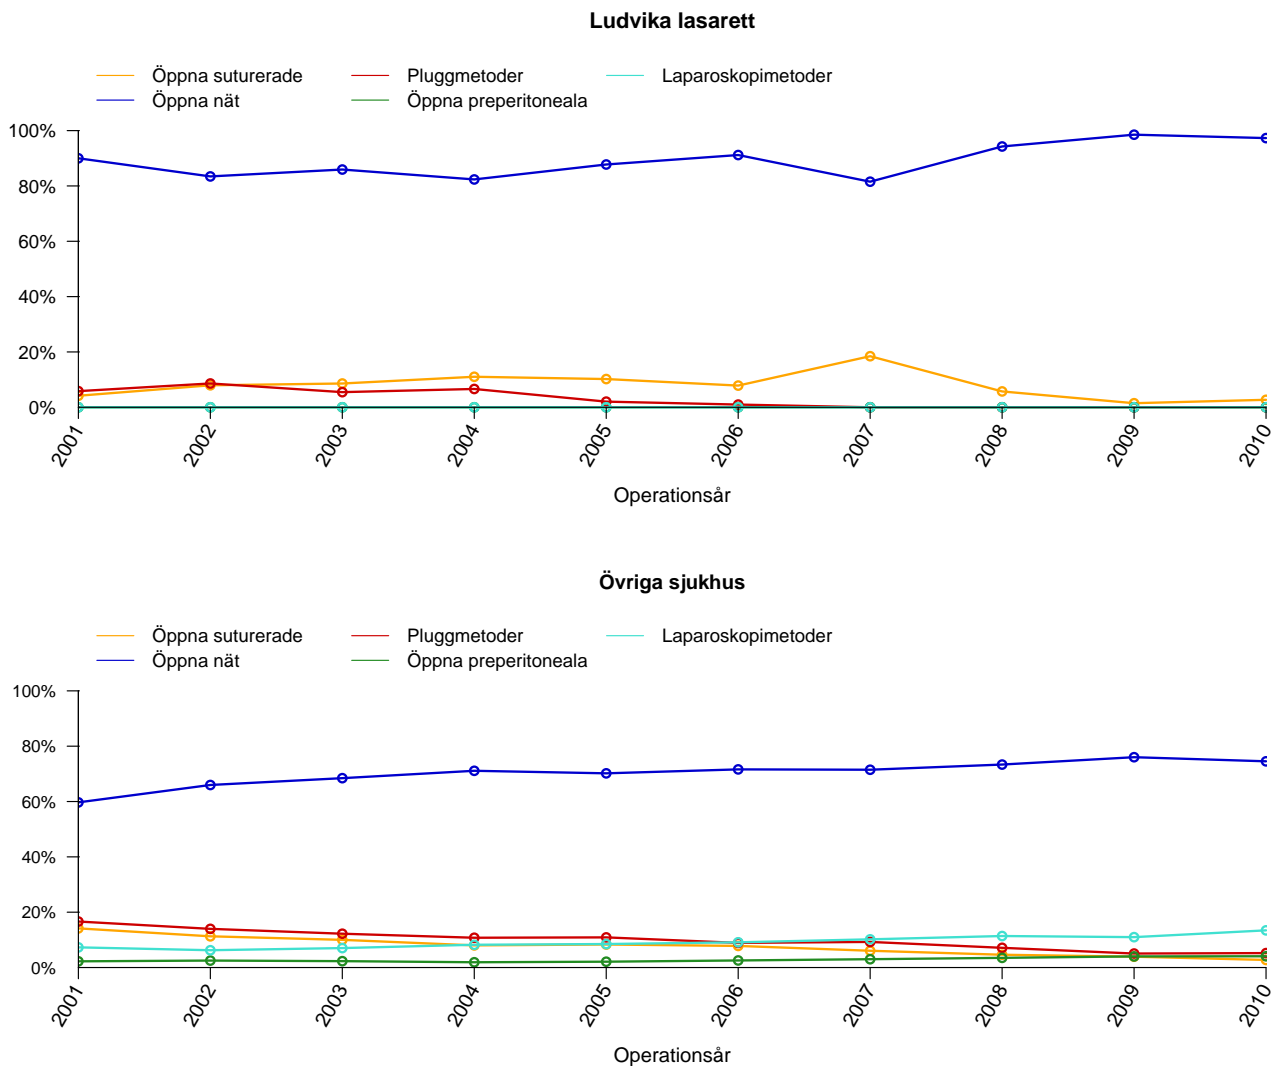 Ludvika lasarett
Öppna suturerade Pluggmetoder Laparoskopimetoder
Öppna nät Öppna preperitoneala
100%
80%
60%
40%
20%
0%
2001 2002 2003 2004 2005 2006 2007 2008 2009 2010
Operationsår
Övriga sjukhus
Öppna suturerade Pluggmetoder Laparoskopimetoder
Öppna nät Öppna preperitoneala
100%
80%
60%
40%
20%
0%
2001 2002 2003 2004 2005 2006 2007 2008 2009 2010
Operationsår